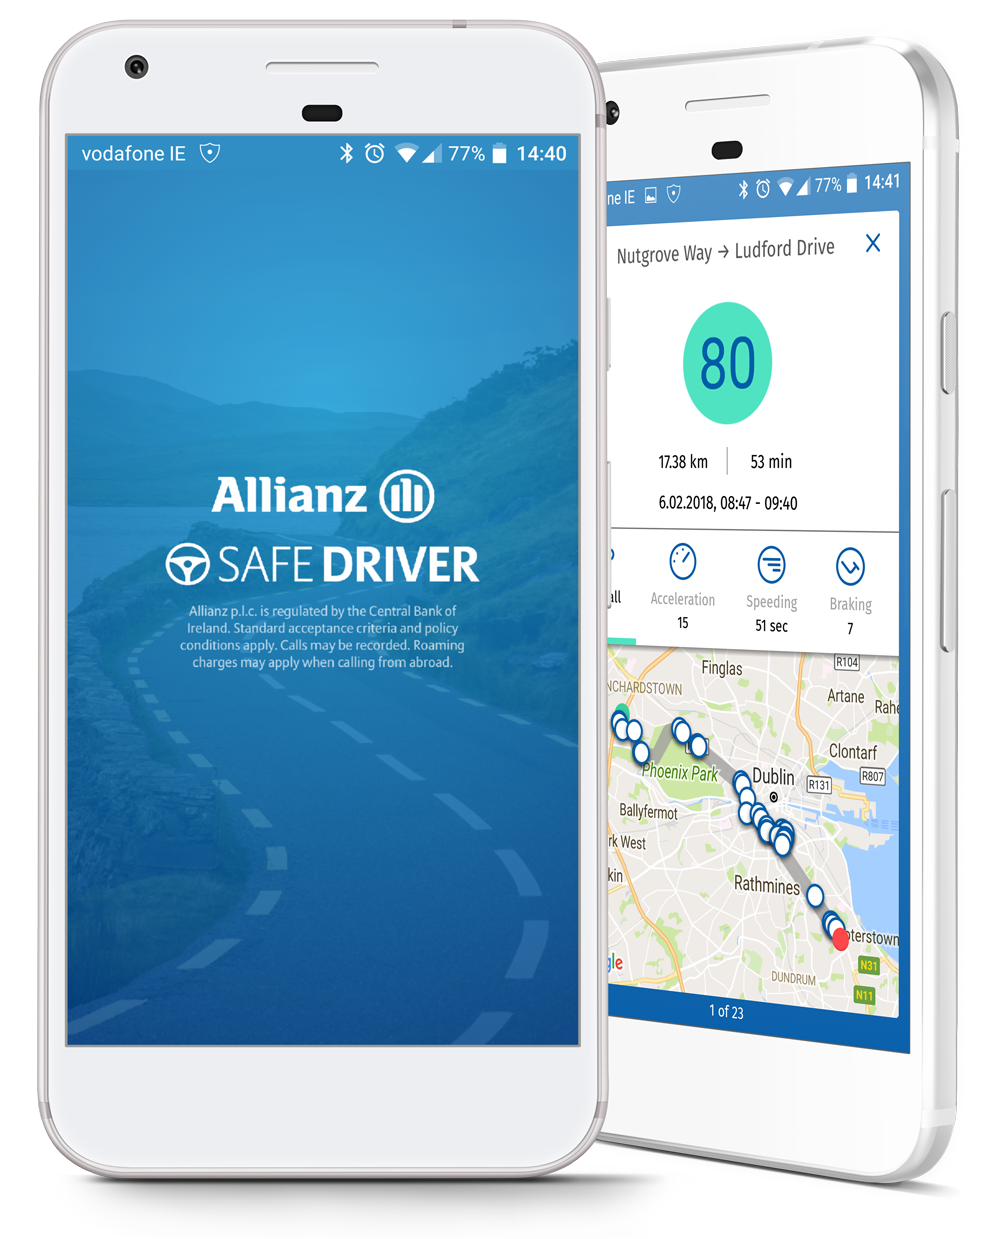 vodafone IE
77%
14:40
Allianz
SAFE DRIVER
Allianz p.l.c. is regulated by the Central Bank of
Ireland. Standard acceptance criteria and policy
conditions apply. Calls may be recorded. Roaming
charges may apply when calling from abroad.
ne IE
77%
14:41
Nutgrove Way → Ludford Drive
X
80
17.38 km
53 min
6.02.2018, 08:47 - 09:40
all
Acceleration
Speeding
Braking
15
51 sec
7
Finglas
R104
NCHARDSTOWN
Artane
Rahe
Clontarf
R807
Phoenix Park
Dublin
R131
Ballyfermot
rk West
kin
Rathmines
oterstown
gle
N31
DUNDRUM
N11
1 of 23